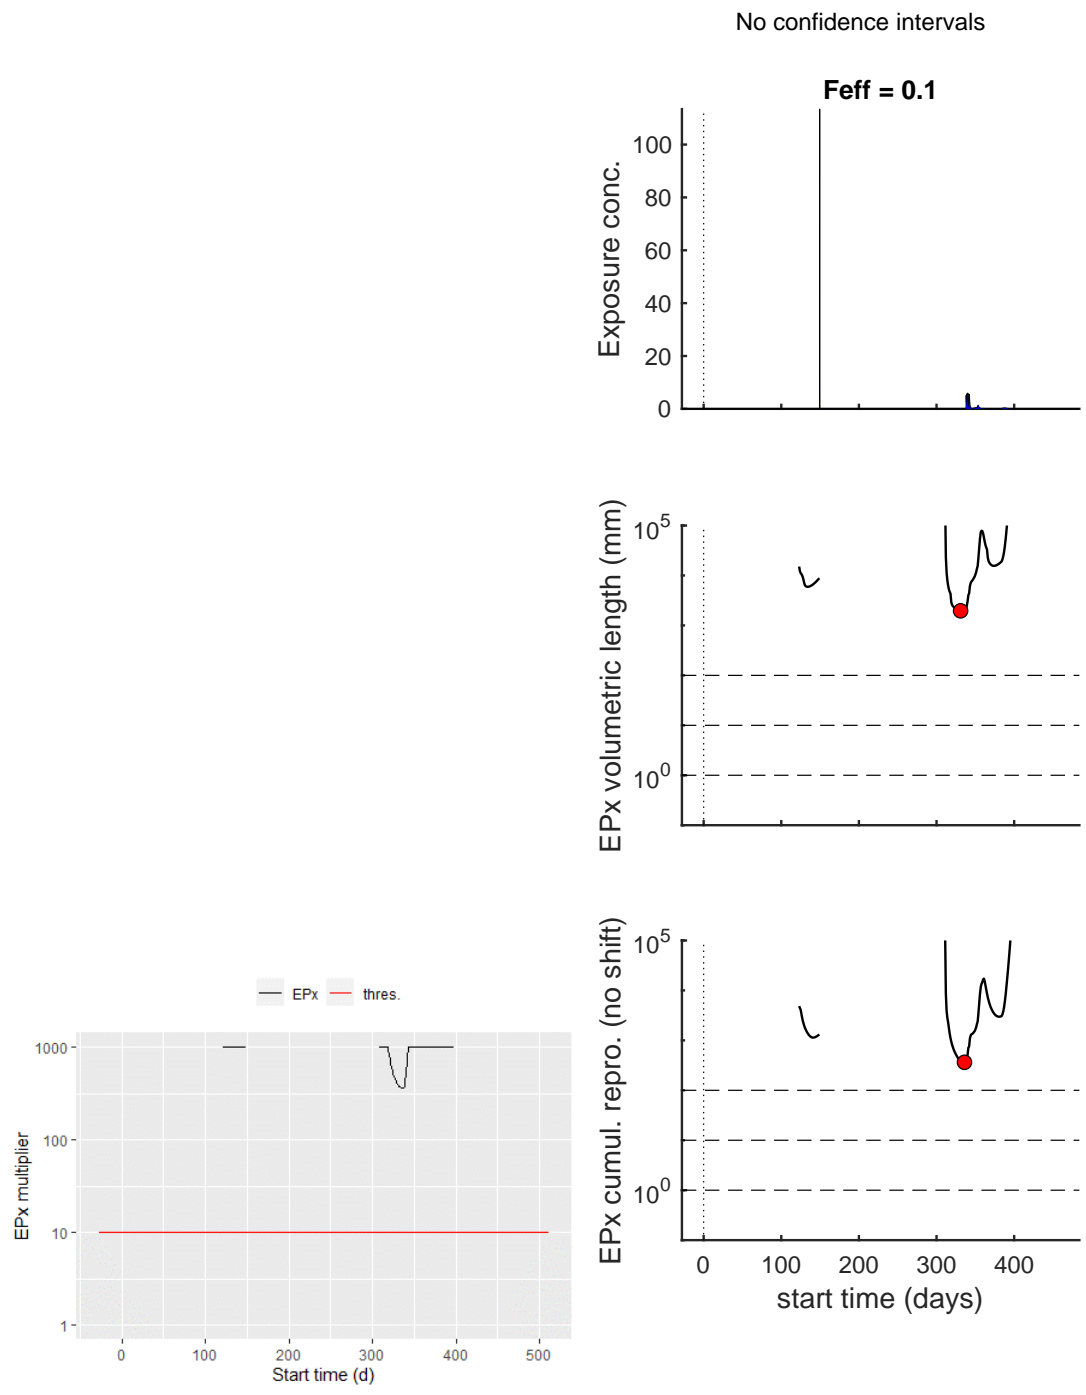 No confidence intervals
Feff = 0.1
Exposure conc.
100
80
60
40
20
0
EPx volumetric length (mm)
10^5
10^0
EPx cumul. repro. (no shift)
10^5
10^0
0 100 200 300 400
start time (days)
EPx thres.
EPx multiplier
1000
100
10
1
0 100 200 300 400 500
Start time (d)